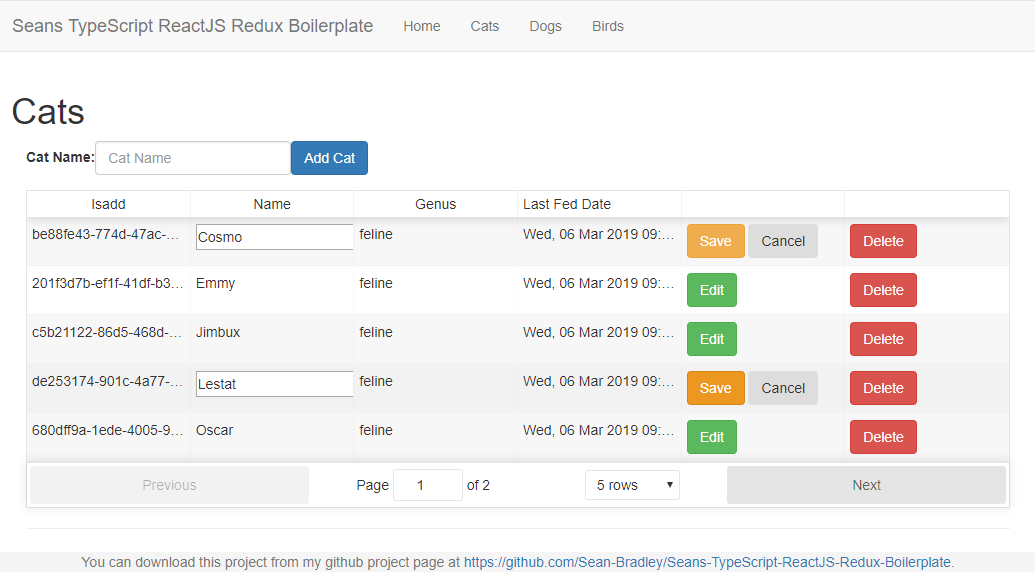 Seans TypeScript ReactJS Redux Boilerplate Home Cats Dogs Birds
Cats
Cat Name: Cat Name Add Cat
Isadd Name Genus Last Fed Date
be88fe43-774d-47ac-... Cosmo feline Wed, 06 Mar 2019 09:... Save Cancel Delete
201f3d7b-ef1f-41df-b3... Emmy feline Wed, 06 Mar 2019 09:... Edit Delete
c5b21122-86d5-468d-... Jimbux feline Wed, 06 Mar 2019 09:... Edit Delete
de253174-901c-4a77-... Lestat feline Wed, 06 Mar 2019 09:... Save Cancel Delete
680dff9a-1ede-4005-9... Oscar feline Wed, 06 Mar 2019 09:... Edit Delete
Previous Page 1 of 2 5 rows Next
You can download this project from my github project page at https://github.com/Sean-Bradley/Seans-TypeScript-ReactJS-Redux-Boilerplate.